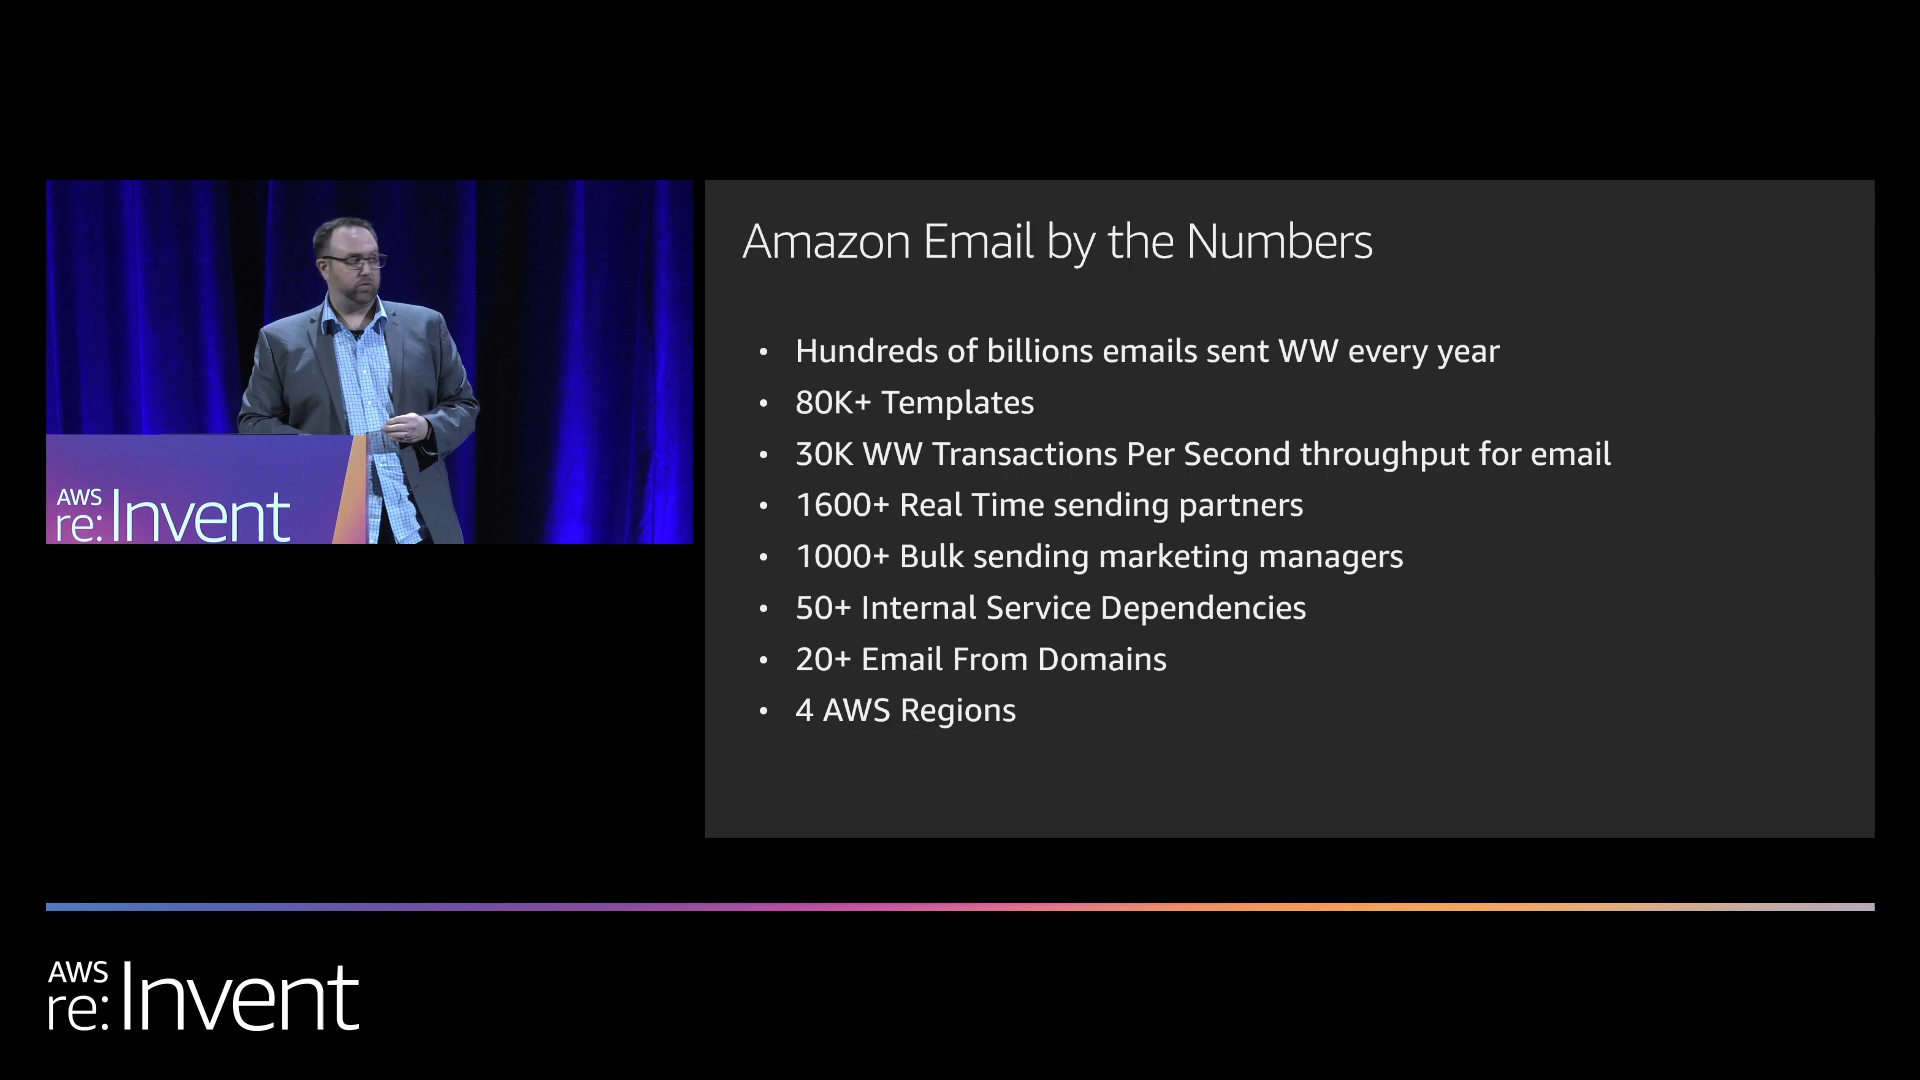 Amazon Email by the Numbers
• Hundreds of billions emails sent WW every year
• 80K+ Templates
• 30K WW Transactions Per Second throughput for email
• 1600+ Real Time sending partners
• 1000+ Bulk sending marketing managers
• 50+ Internal Service Dependencies
• 20+ Email From Domains
• 4 AWS Regions
AWS
re:Invent
AWS
re:Invent